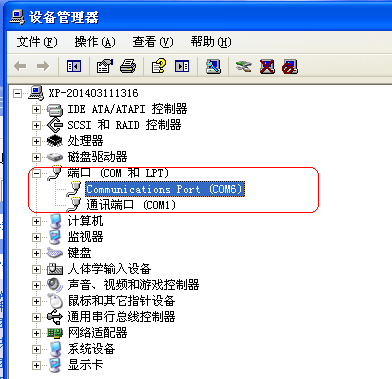 设备管理器
文件(F) 操作(A) 查看(V) 帮助(H)
XP-201403111316
IDE ATA/ATAPI 控制器
SCSI 和 RAID 控制器
处理器
磁盘驱动器
端口 (COM 和 LPT)
Communications Port (COM6)
通讯端口 (COM1)
计算机
监视器
键盘
人体学输入设备
声音、视频和游戏控制器
鼠标和其它指针设备
通用串行总线控制器
网络适配器
系统设备
显示卡